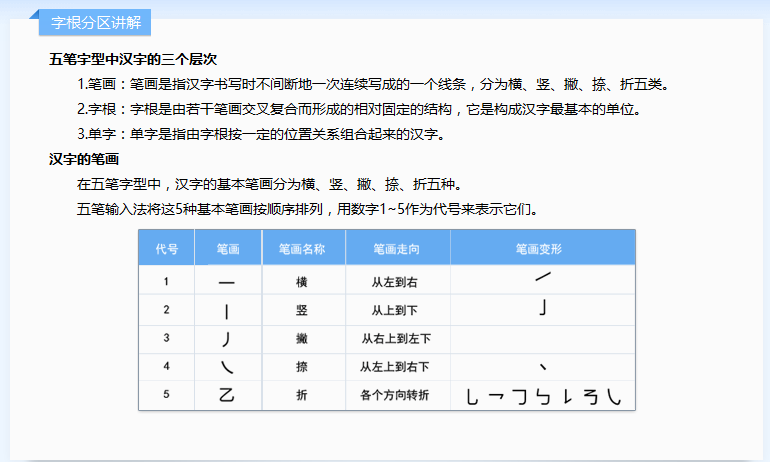 字根分区讲解
五笔字型中汉字的三个层次
1.笔画：笔画是指汉字书写时不间断地一次连续写成的一个线条，分为横、竖、撇、捺、折五类。
2.字根：字根是由若干笔画交叉复合而形成的相对固定的结构，它是构成汉字最基本的单位。
3.单字：单字是指由字根按一定的位置关系组合起来的汉字。
汉字的笔画
在五笔字型中，汉字的基本笔画分为横、竖、撇、捺、折五种。
五笔输入法将这5种基本笔画按顺序排列，用数字1~5作为代号来表示它们。
代号 笔画 笔画名称 笔画走向 笔画变形
1 一 横 从左到右 ㇀
2 丨 竖 从上到下 亅
3 丿 撇 从右上到左下
4 ㇏ 捺 从左上到右下 丶
5 乙 折 各个方向转折 ㇗ ㇖ ㇆ ㇉ ㇙ ㇋ ㇂